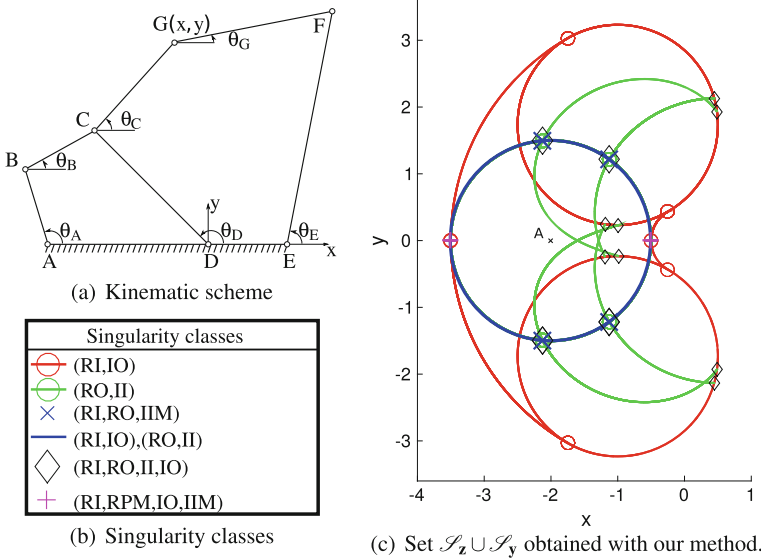 G(x, y)
F
θG
C
θC
B
θB
y
θA
θD
θE
A
D
E
x
(a) Kinematic scheme
Singularity classes
(RI,IO)
(RO,II)
(RI,RO,IIM)
(RI,IO),(RO,II)
(RI,RO,II,IO)
(RI,RPM,IO,IIM)
(b) Singularity classes
3
2
1
0
-1
-2
-3
y
A
-4 -3 -2 -1 0 1
x
(c) Set 𝒮z ∪ 𝒮y obtained with our method.